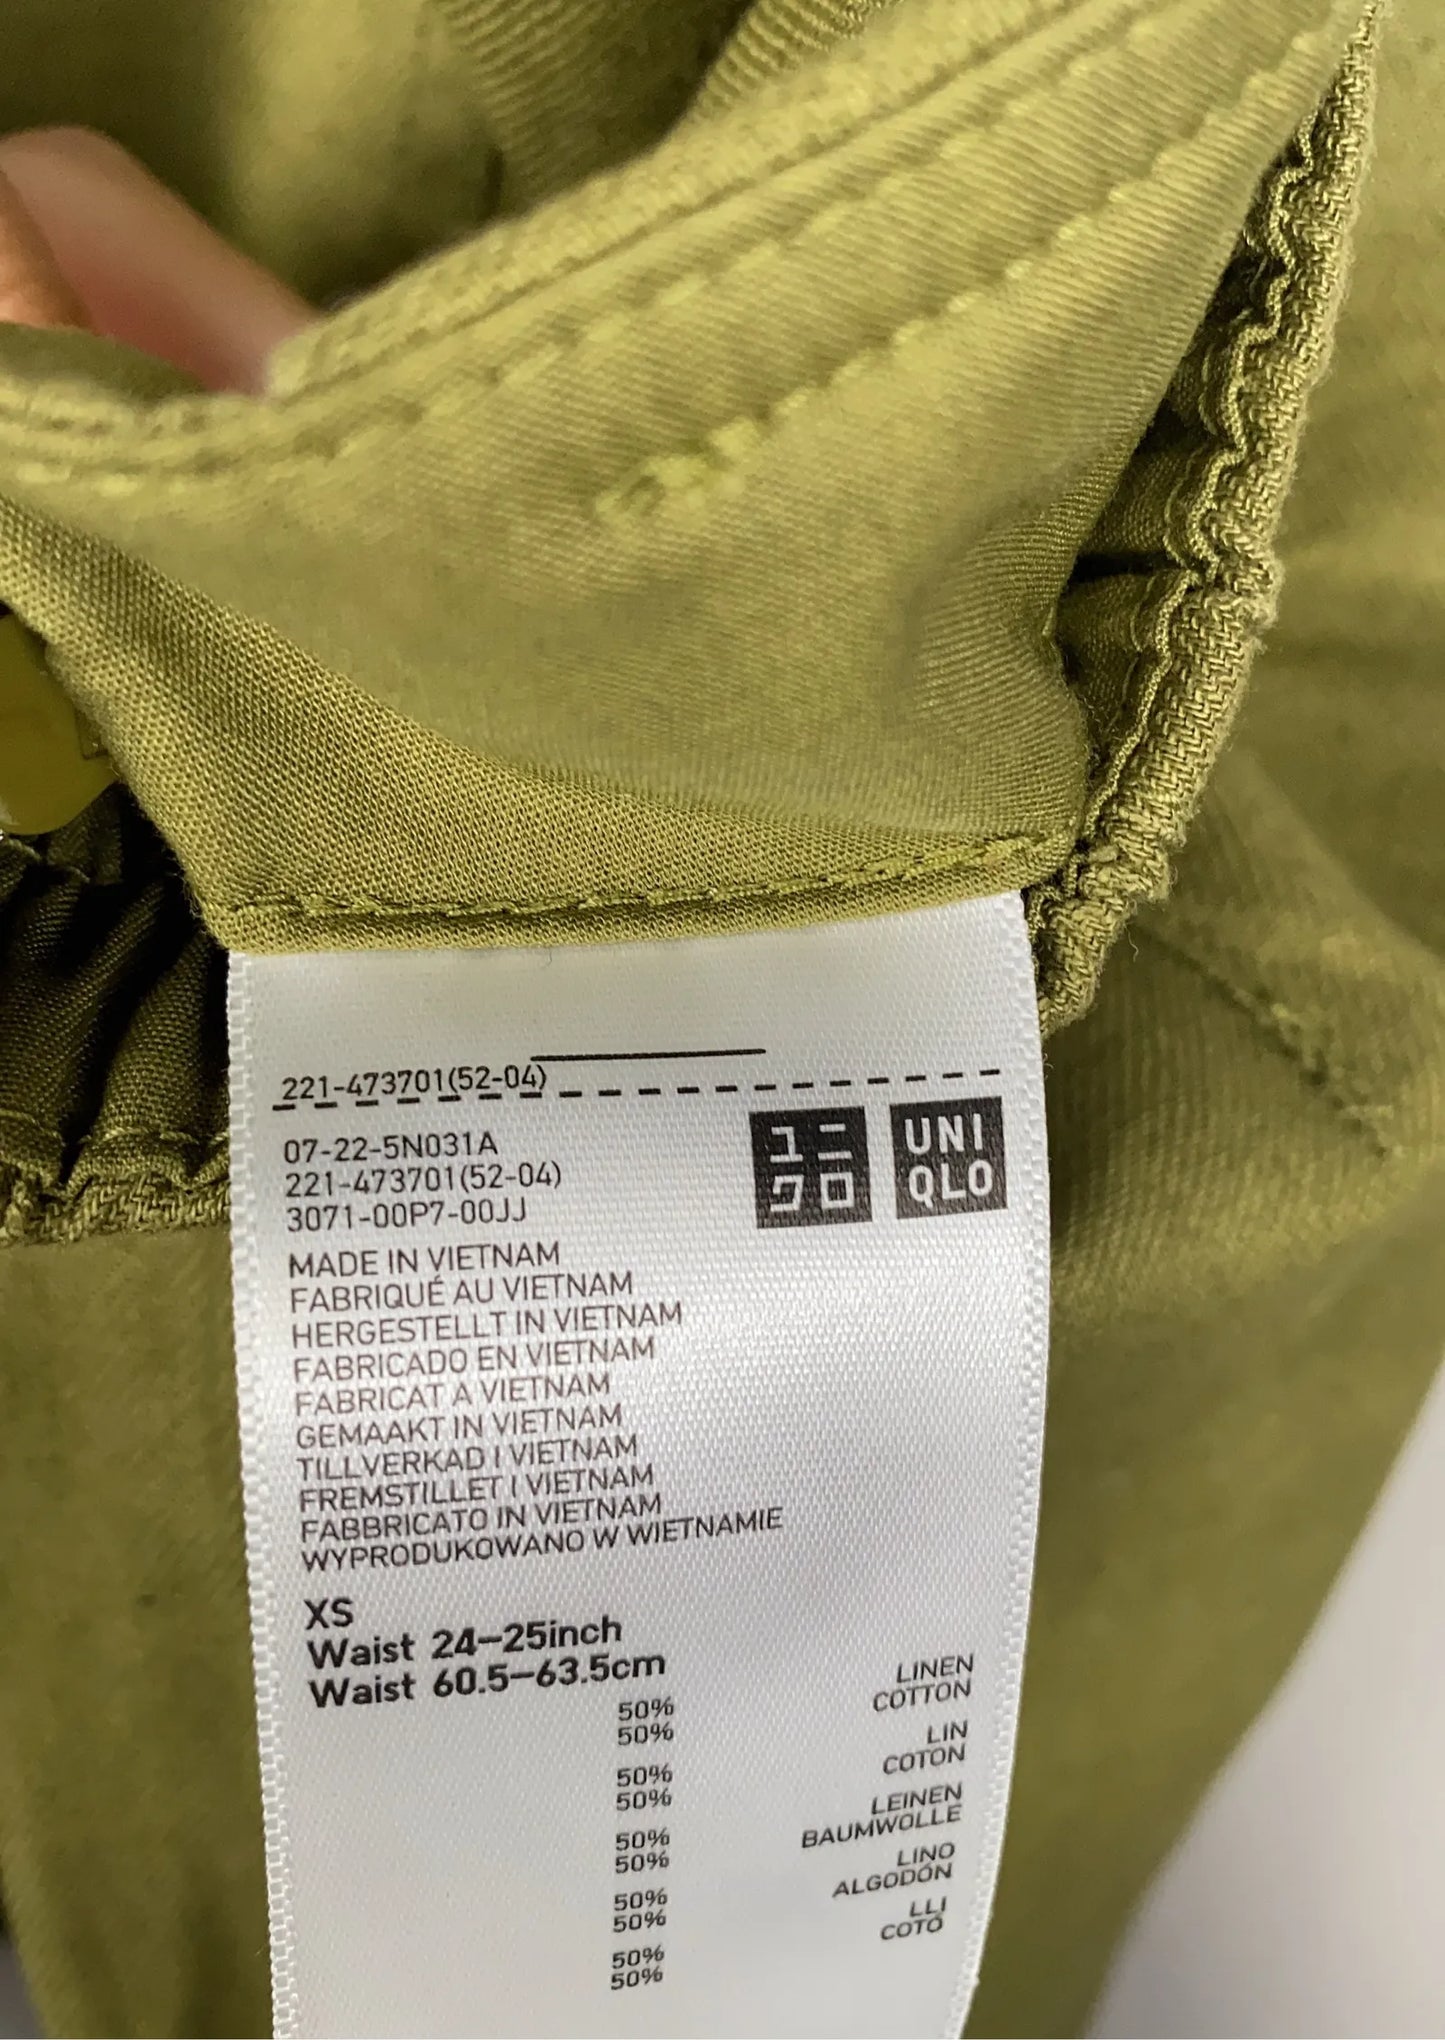 221-473701(52-04)
07-22-5N031A
221-473701(52-04)
3071-00P7-00JJ
ユニ
クロ
UNI
QLO
MADE IN VIETNAM
FABRIQUÉ AU VIETNAM
HERGESTELLT IN VIETNAM
FABRICADO EN VIETNAM
FABRICAT A VIETNAM
GEMAAKT IN VIETNAM
TILLVERKAD I VIETNAM
FREMSTILLET I VIETNAM
FABBRICATO IN VIETNAM
WYPRODUKOWANO W WIETNAMIE
XS
Waist 24–25inch
Waist 60.5–63.5cm
50% LINEN
50% COTTON
50% LIN
50% COTON
50% LEINEN
50% BAUMWOLLE
50% LINO
50% ALGODÓN
50% LLI
50% COTÓ